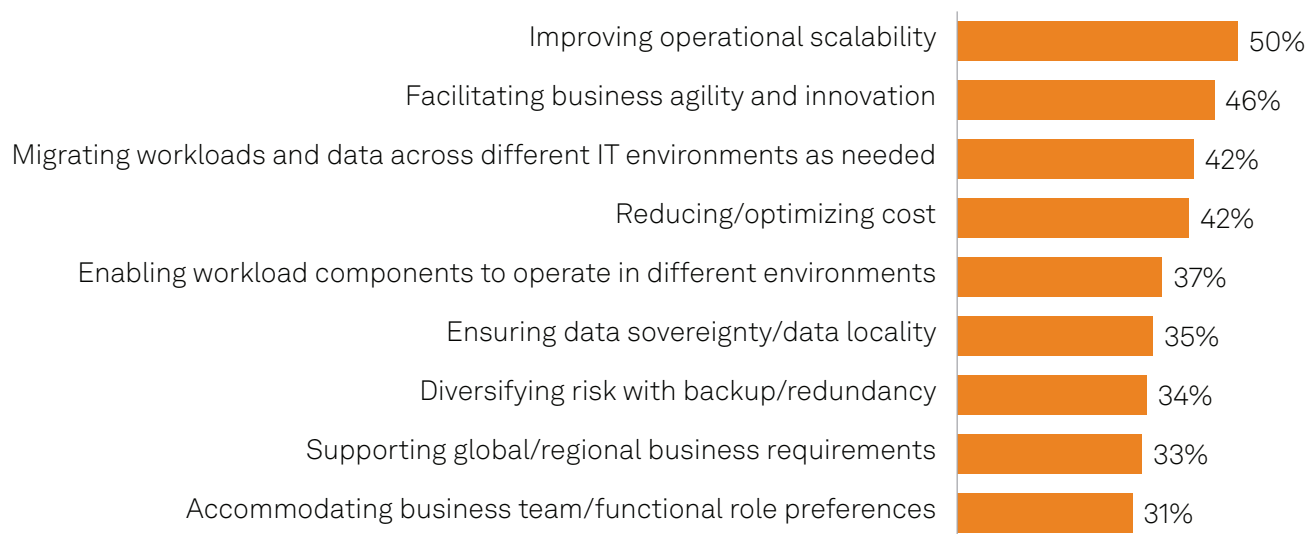 Improving operational scalability 50%
Facilitating business agility and innovation 46%
Migrating workloads and data across different IT environments as needed 42%
Reducing/optimizing cost 42%
Enabling workload components to operate in different environments 37%
Ensuring data sovereignty/data locality 35%
Diversifying risk with backup/redundancy 34%
Supporting global/regional business requirements 33%
Accommodating business team/functional role preferences 31%